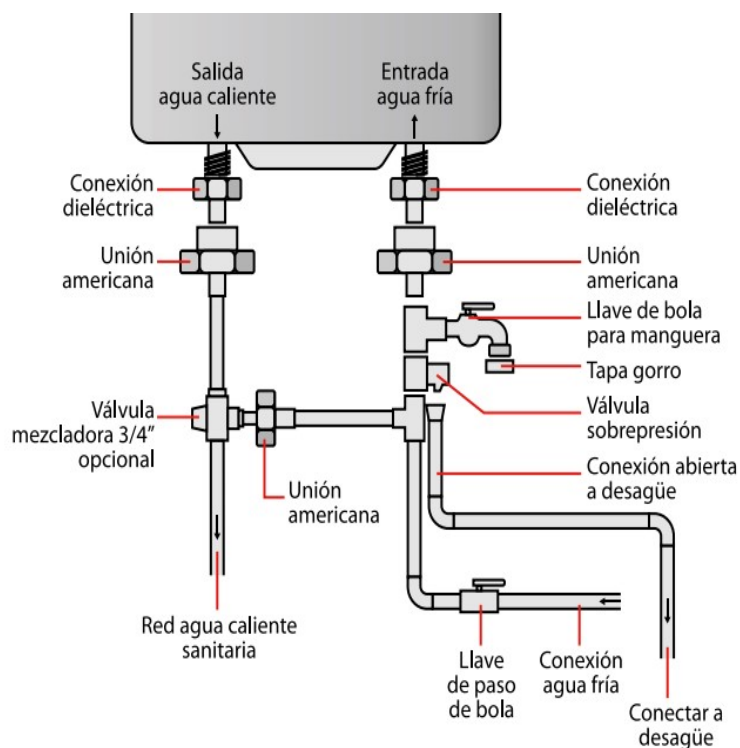 Salida
agua caliente
Entrada
agua fría
Conexión
dieléctrica
Conexión
dieléctrica
Unión
americana
Unión
americana
Llave de bola
para manguera
Tapa gorro
Válvula
mezcladora 3/4”
opcional
Válvula
sobrepresión
Unión
americana
Conexión abierta
a desagüe
Red agua caliente
sanitaria
Llave
de paso
de bola
Conexión
agua fría
Conectar a
desagüe